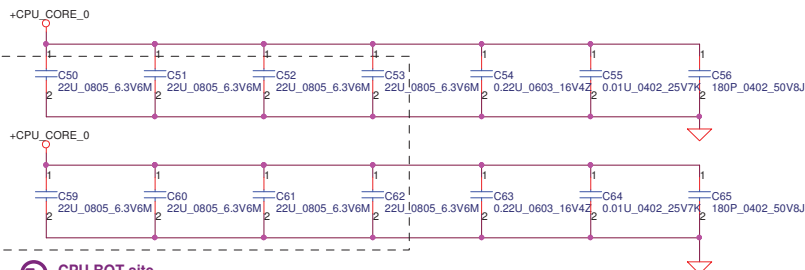 +CPU_CORE_0
1 1 1 1 1 1 1
C50 C51 C52 C53 C54 C55 C56
22U_0805_6.3V6M 22U_0805_6.3V6M 22U_0805_6.3V6M 22U_0805_6.3V6M 0.22U_0603_16V4Z 0.01U_0402_25V7K 180P_0402_50V8J
2 2 2 2 2 2 2
+CPU_CORE_0
1 1 1 1 1 1 1
C59 C60 C61 C62 C63 C64 C65
22U_0805_6.3V6M 22U_0805_6.3V6M 22U_0805_6.3V6M 22U_0805_6.3V6M 0.22U_0603_16V4Z 0.01U_0402_25V7K 180P_0402_50V8J
2 2 2 2 2 2 2
CPU BOT site